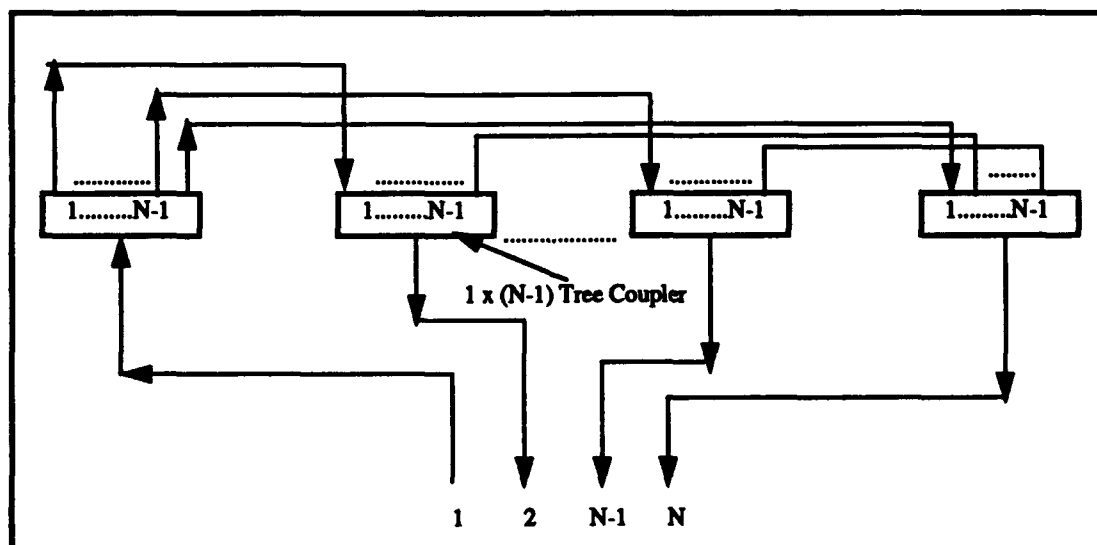 1.........N-1 1.........N-1 1.........N-1 1.........N-1
1 x (N-1) Tree Coupler
1 2 N-1 N